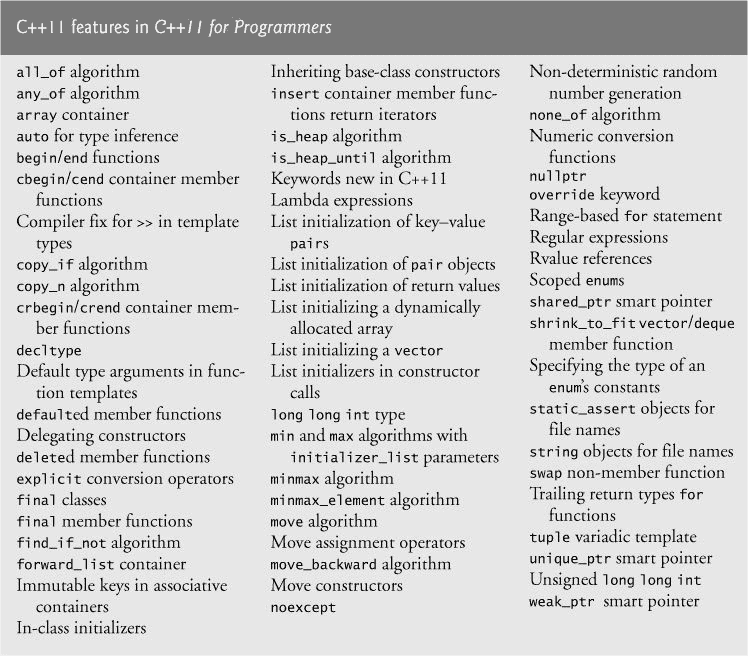 C++11 features in C++11 for Programmers
all_of algorithm
any_of algorithm
array container
auto for type inference
begin/end functions
cbegin/cend container member
functions
Compiler fix for >> in template
types
copy_if algorithm
copy_n algorithm
crbegin/crend container mem-
ber functions
decltype
Default type arguments in func-
tion templates
defaulted member functions
Delegating constructors
deleted member functions
explicit conversion operators
final classes
final member functions
find_if_not algorithm
forward_list container
Immutable keys in associative
containers
In-class initializers
Inheriting base-class constructors
insert container member func-
tions return iterators
is_heap algorithm
is_heap_until algorithm
Keywords new in C++11
Lambda expressions
List initialization of key–value
pairs
List initialization of pair objects
List initialization of return values
List initializing a dynamically
allocated array
List initializing a vector
List initializers in constructor
calls
long long int type
min and max algorithms with
initializer_list parameters
minmax algorithm
minmax_element algorithm
move algorithm
Move assignment operators
move_backward algorithm
Move constructors
noexcept
Non-deterministic random
number generation
none_of algorithm
Numeric conversion
functions
nullptr
override keyword
Range-based for statement
Regular expressions
Rvalue references
Scoped enums
shared_ptr smart pointer
shrink_to_fit vector/deque
member function
Specifying the type of an
enum's constants
static_assert objects for
file names
string objects for file names
swap non-member function
Trailing return types for
functions
tuple variadic template
unique_ptr smart pointer
Unsigned long long int
weak_ptr smart pointer